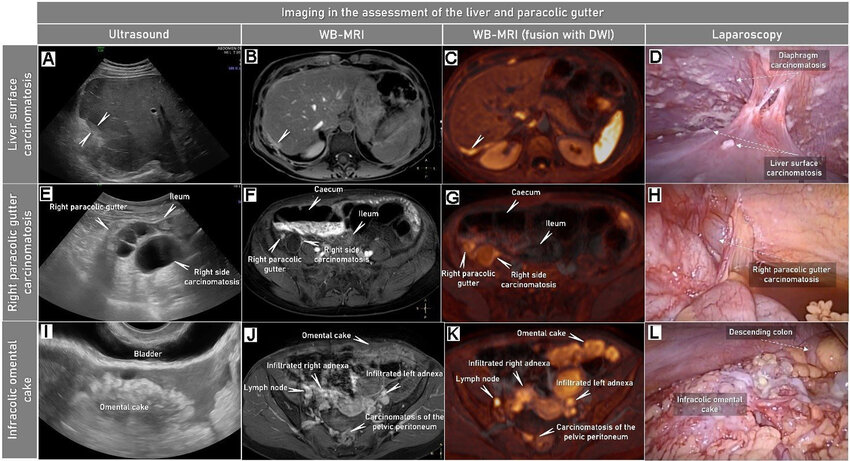 Imaging in the assessment of the liver and paracolic gutter
Ultrasound
WB-MRI
WB-MRI (fusion with DWI)
Laparoscopy
Liver surface
carcinomatosis
A
B
C
D
Diaphragm
carcinomatosis
Liver surface
carcinomatosis
Right paracolic gutter
carcinomatosis
E
Right paracolic gutter
Ileum
Right side
carcinomatosis
F
Caecum
Ileum
Right paracolic
gutter
Right side
carcinomatosis
G
Caecum
Ileum
Right paracolic
gutter
Right side
carcinomatosis
H
Right paracolic gutter
carcinomatosis
Infracolic omental
cake
I
Bladder
Omental cake
J
Omental cake
Infiltrated right adnexa
Lymph node
Infiltrated left adnexa
Carcinomatosis of the
pelvic peritoneum
K
Omental cake
Infiltrated right adnexa
Lymph node
Infiltrated left adnexa
Carcinomatosis of the
pelvic peritoneum
L
Descending colon
Infracolic omental
cake